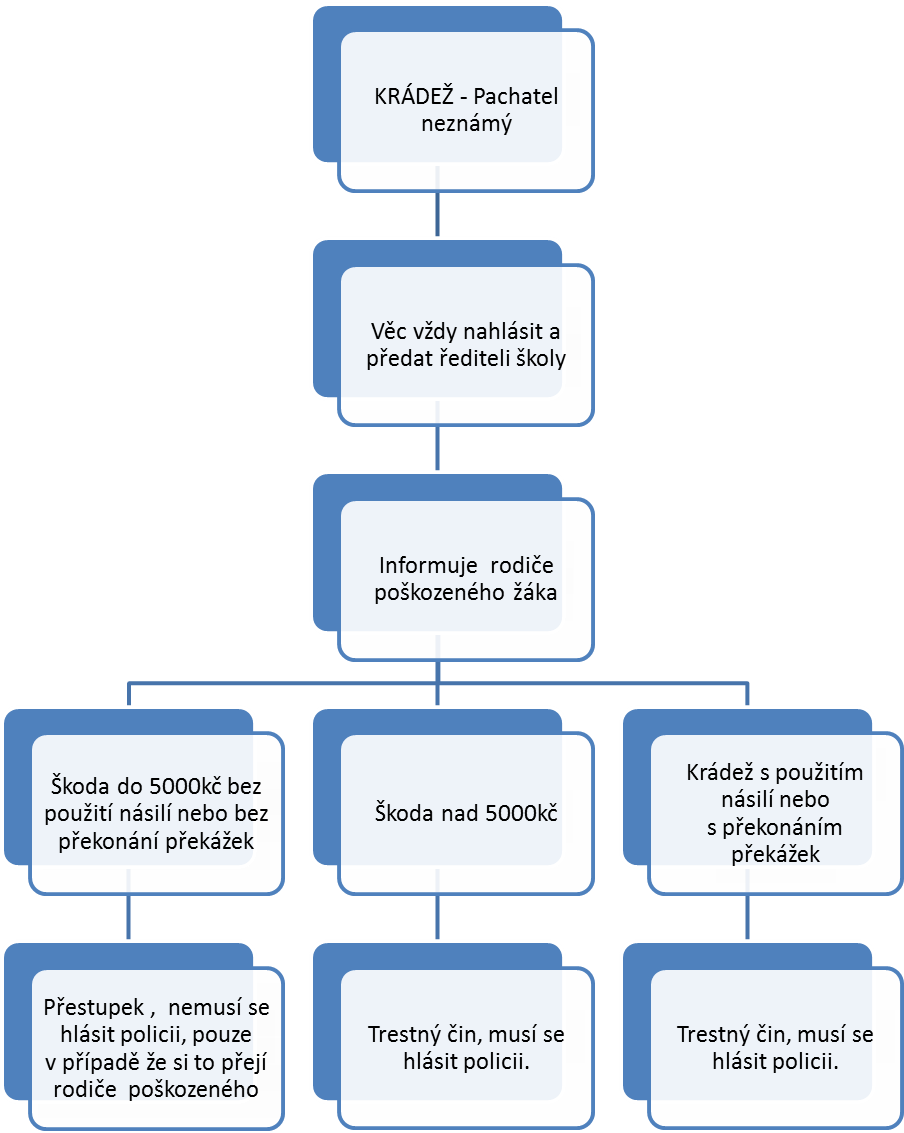 KRÁDEŽ - Pachatel
neznámý
Věc vždy nahlásit a
předat řediteli školy
Informuje rodiče
poškozeného žáka
Škoda do 5000kč bez
použití násilí nebo bez
překonání překážek
Škoda nad 5000kč
Krádež s použitím
násilí nebo
s překonáním
překážek
Přestupek , nemusí se
hlásit policii, pouze
v případě že si to přejí
rodiče poškozeného
Trestný čin, musí se
hlásit policii.
Trestný čin, musí se
hlásit policii.